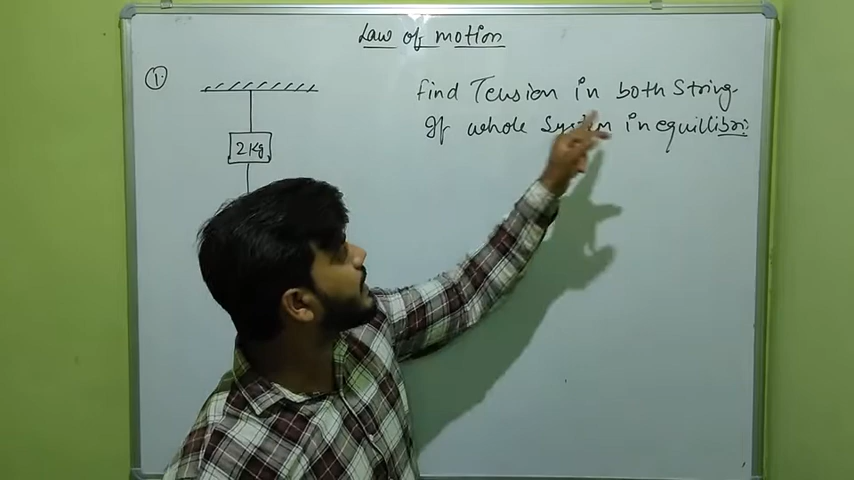 Law of motion
1.
find Tension in both String.
If whole System in equillibri:
2 Kg